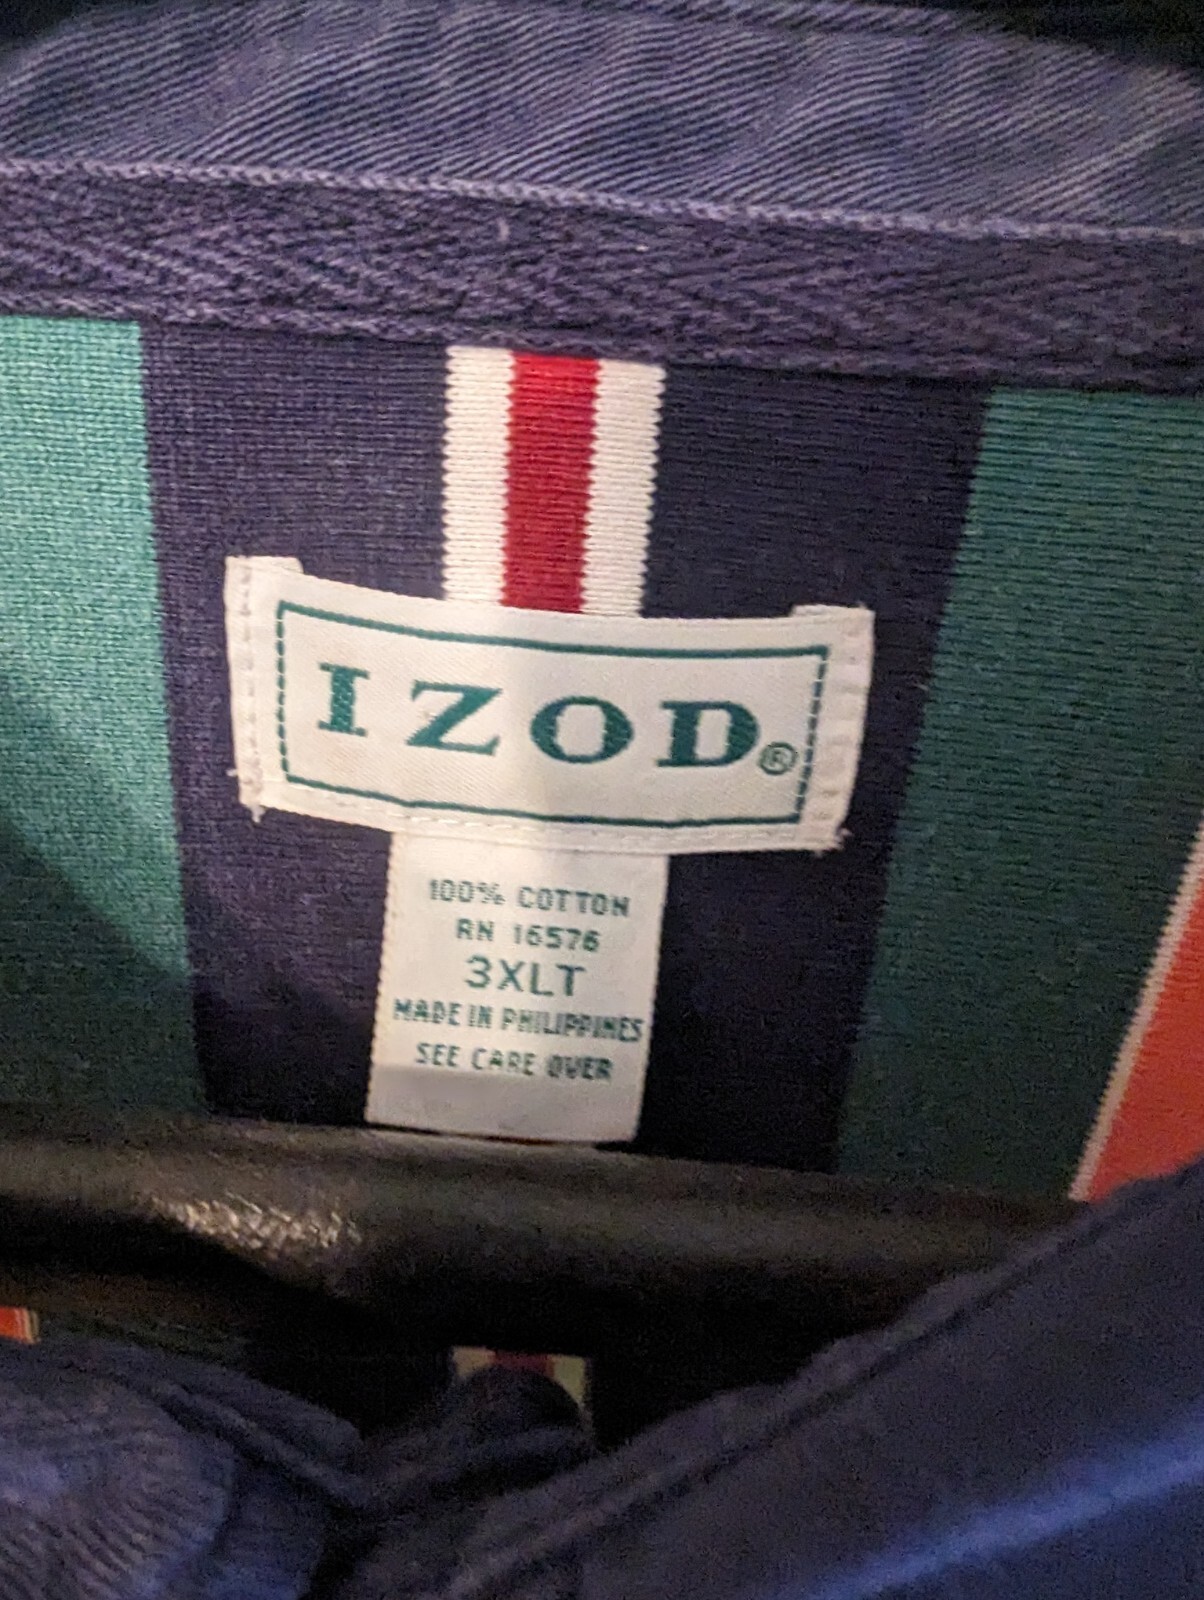 IZOD®
100% COTTON
RN 16576
3XLT
MADE IN PHILIPPINES
SEE CARE OVER